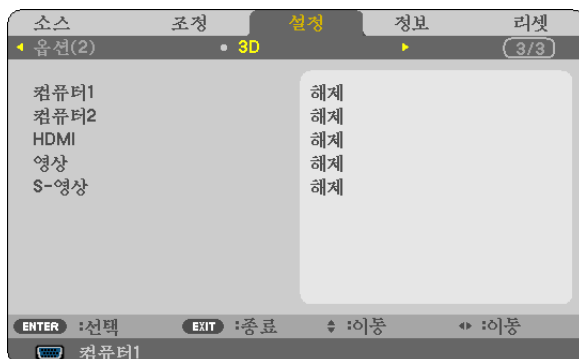 소스 조정 설정 정보 리셋
옵션(2) 3D 3/3
컴퓨터1 해제
컴퓨터2 해제
HDMI 해제
영상 해제
S-영상 해제
ENTER :선택 EXIT :종료 :이동 :이동
컴퓨터1